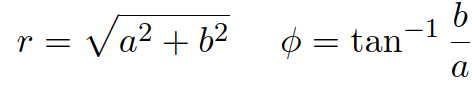 r = √(a² + b²)    ϕ = tan⁻¹ b/a